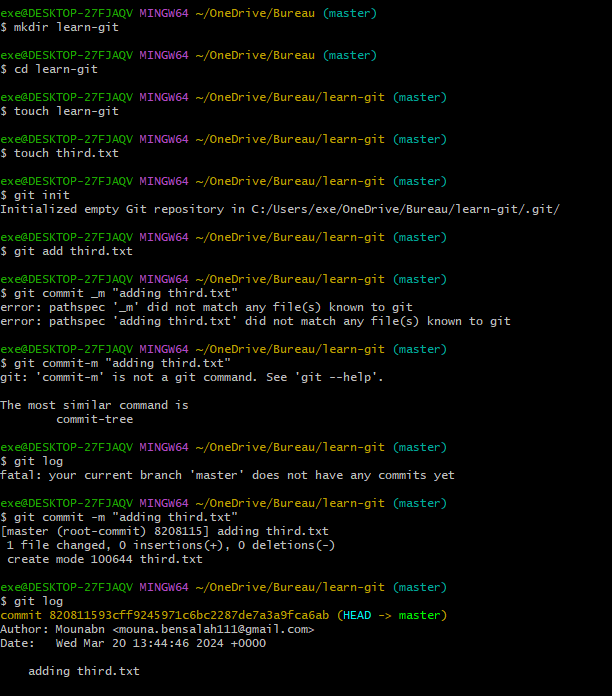 exe@DESKTOP-27FJAQV MINGW64 ~/OneDrive/Bureau (master)
$ mkdir learn-git
exe@DESKTOP-27FJAQV MINGW64 ~/OneDrive/Bureau (master)
$ cd learn-git
exe@DESKTOP-27FJAQV MINGW64 ~/OneDrive/Bureau/learn-git (master)
$ touch learn-git
exe@DESKTOP-27FJAQV MINGW64 ~/OneDrive/Bureau/learn-git (master)
$ touch third.txt
exe@DESKTOP-27FJAQV MINGW64 ~/OneDrive/Bureau/learn-git (master)
$ git init
Initialized empty Git repository in C:/Users/exe/OneDrive/Bureau/learn-git/.git/
exe@DESKTOP-27FJAQV MINGW64 ~/OneDrive/Bureau/learn-git (master)
$ git add third.txt
exe@DESKTOP-27FJAQV MINGW64 ~/OneDrive/Bureau/learn-git (master)
$ git commit _m "adding third.txt"
error: pathspec '_m' did not match any file(s) known to git
error: pathspec 'adding third.txt' did not match any file(s) known to git
exe@DESKTOP-27FJAQV MINGW64 ~/OneDrive/Bureau/learn-git (master)
$ git commit-m "adding third.txt"
git: 'commit-m' is not a git command. See 'git --help'.
The most similar command is
commit-tree
exe@DESKTOP-27FJAQV MINGW64 ~/OneDrive/Bureau/learn-git (master)
$ git log
fatal: your current branch 'master' does not have any commits yet
exe@DESKTOP-27FJAQV MINGW64 ~/OneDrive/Bureau/learn-git (master)
$ git commit -m "adding third.txt"
[master (root-commit) 8208115] adding third.txt
1 file changed, 0 insertions(+), 0 deletions(-)
create mode 100644 third.txt
exe@DESKTOP-27FJAQV MINGW64 ~/OneDrive/Bureau/learn-git (master)
$ git log
commit 820811593cff9245971c6bc2287de7a3a9fca6ab (HEAD -> master)
Author: Mounabn <mouna.bensalah111@gmail.com>
Date: Wed Mar 20 13:44:46 2024 +0000
adding third.txt